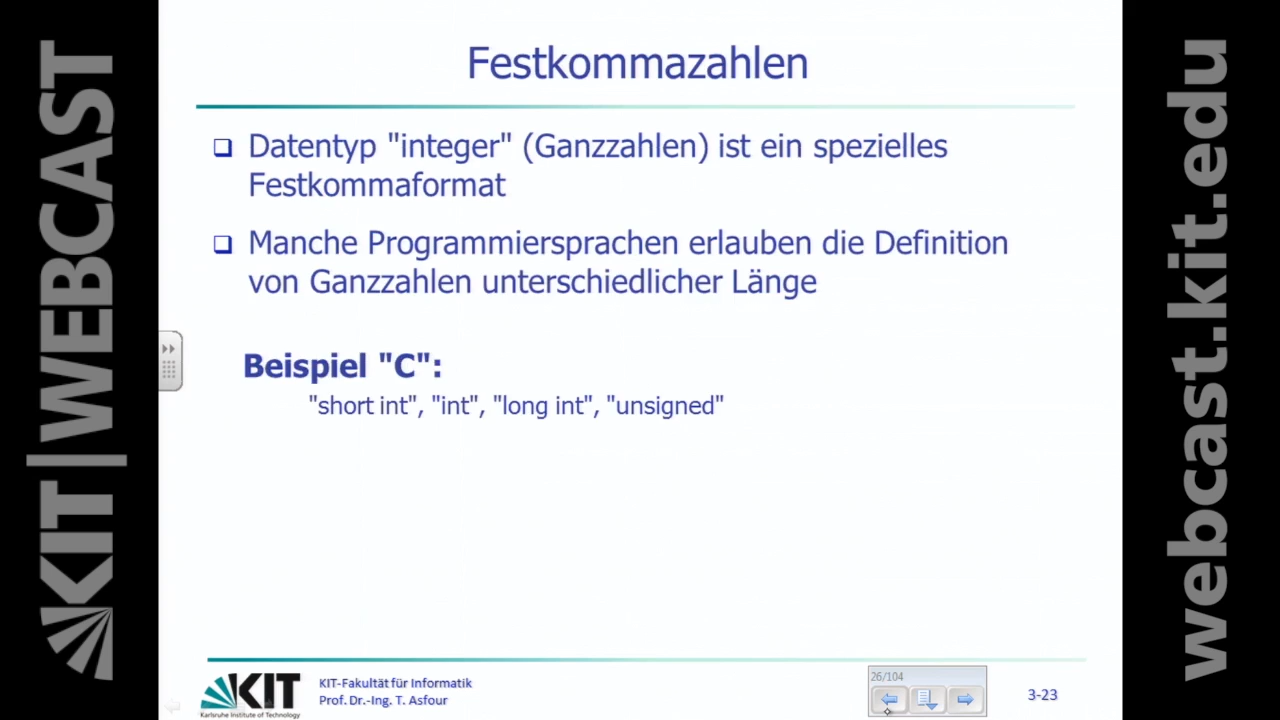 KIT|WEBCAST
Festkommazahlen
Datentyp "integer" (Ganzzahlen) ist ein spezielles
Festkommaformat
Manche Programmiersprachen erlauben die Definition
von Ganzzahlen unterschiedlicher Länge
Beispiel "C":
"short int", "int", "long int", "unsigned"
KIT
Karlsruhe Institute of Technology
KIT-Fakultät für Informatik
Prof. Dr.-Ing. T. Asfour
26/104
3-23
webcast.kit.edu